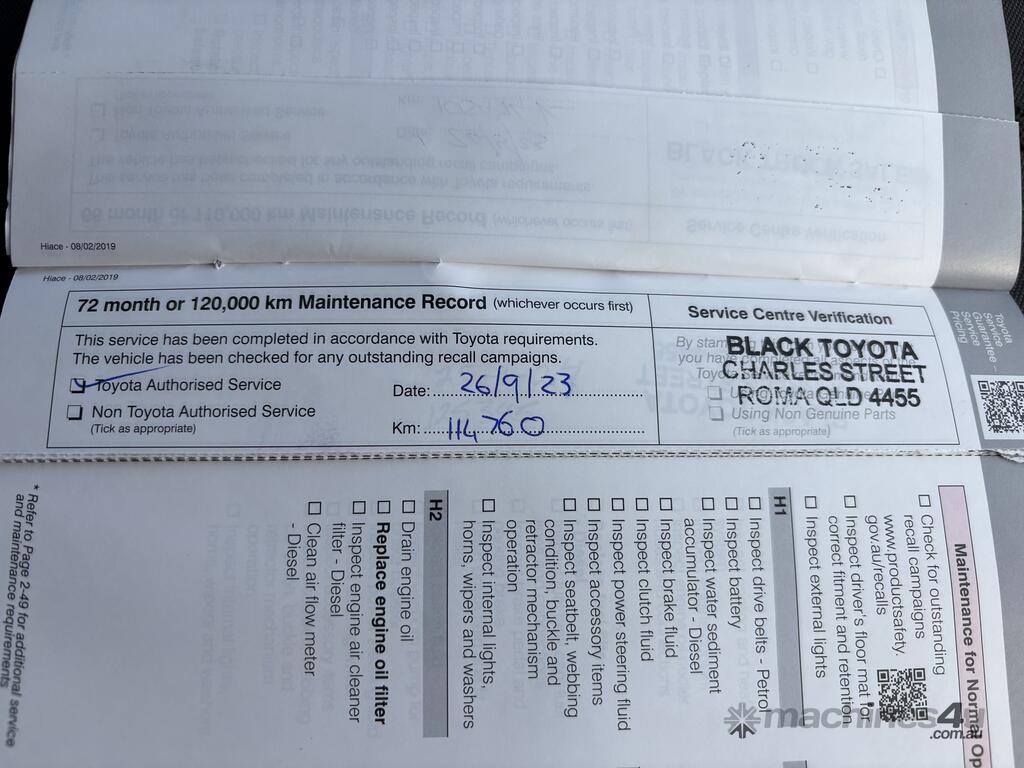 Hiace - 08/02/2019
Hiace - 08/02/2019
72 month or 120,000 km Maintenance Record (whichever occurs first)
This service has been completed in accordance with Toyota requirements.
The vehicle has been checked for any outstanding recall campaigns.
Toyota Authorised Service
Date: 26/9/23
Non Toyota Authorised Service
(Tick as appropriate)
Km: 114760
Service Centre Verification
By
you have
BLACK TOYOTA
CHARLES STREET
ROMA QLD 4455
Using Non Genuine Parts
(Tick as appropriate)
Toyota
Service
Guarantee -
Service
Pricing
Maintenance for Normal Op
Check for outstanding
recall campaigns
www.productsafety.
gov.au/recalls
Inspect driver's floor mat for
correct fitment and retention
Inspect external lights
H1
Inspect drive belts - Petrol
Inspect battery
Inspect water sediment
accumulator - Diesel
Inspect brake fluid
Inspect clutch fluid
Inspect power steering fluid
Inspect accessory items
Inspect seatbelt, webbing
condition, buckle and
retractor mechanism
operation
Inspect internal lights,
horns, wipers and washers
H2
Drain engine oil
Replace engine oil filter
Inspect engine air cleaner
filter - Diesel
Clean air flow meter
- Diesel
* Refer to Page 2-49 for additional service
and maintenance requirements
machines4u
.com.au